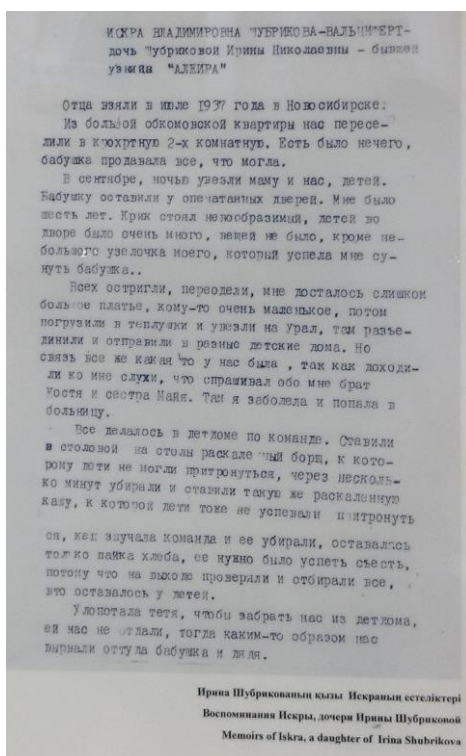 ИСКРА ВЛАДИМИРОВНА ШУБРИКОВА-ВАЛЬ
дочь Шубриковой Ирины Николаевны - бывшей
узницы "АЛЖИРА"
Отца взяли в июле 1937 года в Новосибирске.
Из большой обкомовской квартиры нас пересе-
лили в крохотную 2-х комнатную. Есть было нечего,
бабушка продавала все, что могла.
В сентябре, ночью увезли маму и нас, детей.
Бабушку оставили у опечатанных дверей. Мне было
шесть лет. Крик стоял невообразимый, детей во
дворе было очень много, вещей не было, кроме не-
большого узелочка моего, который успела мне су-
нуть бабушка..
Всех остригли, переодели, мне досталось слишком
большое платье, кому-то очень маленькое, потом
погрузили в теплушки и увезли на Урал, там разъе-
динили и отправили в разные детские дома. Но
связь все же какая то у нас была , так как доходи-
ли ко мне слухи, что спрашивал обо мне брат
Костя и сестра Майя. Там я заболела и попала в
больницу.
Все делалось в детдоме по команде. Ставили
в столовой на столы раскаленный борщ, к кото-
рому дети не могли притронуться, через несколь-
ко минут убирали и ставили такую же раскаленную
кашу, к которой дети тоже не успевали притронуть
ся, как звучала команда и ее убирали, оставалась
только пайка хлеба, ее нужно было успеть съесть,
потому что на выходе проверяли и отбирали все,
что оставалось у детей.
Хлопотала тетя, чтобы забрать нас из детдома,
ей нас не отдали, тогда каким-то образом нас
вырвали оттуда бабушка и дядя.
Ирина Шубрикованың қызы Искраның естеліктері
Воспоминания Искры, дочери Ирины Шубриковой
Memoirs of Iskra, a daughter of Irina Shubrikova